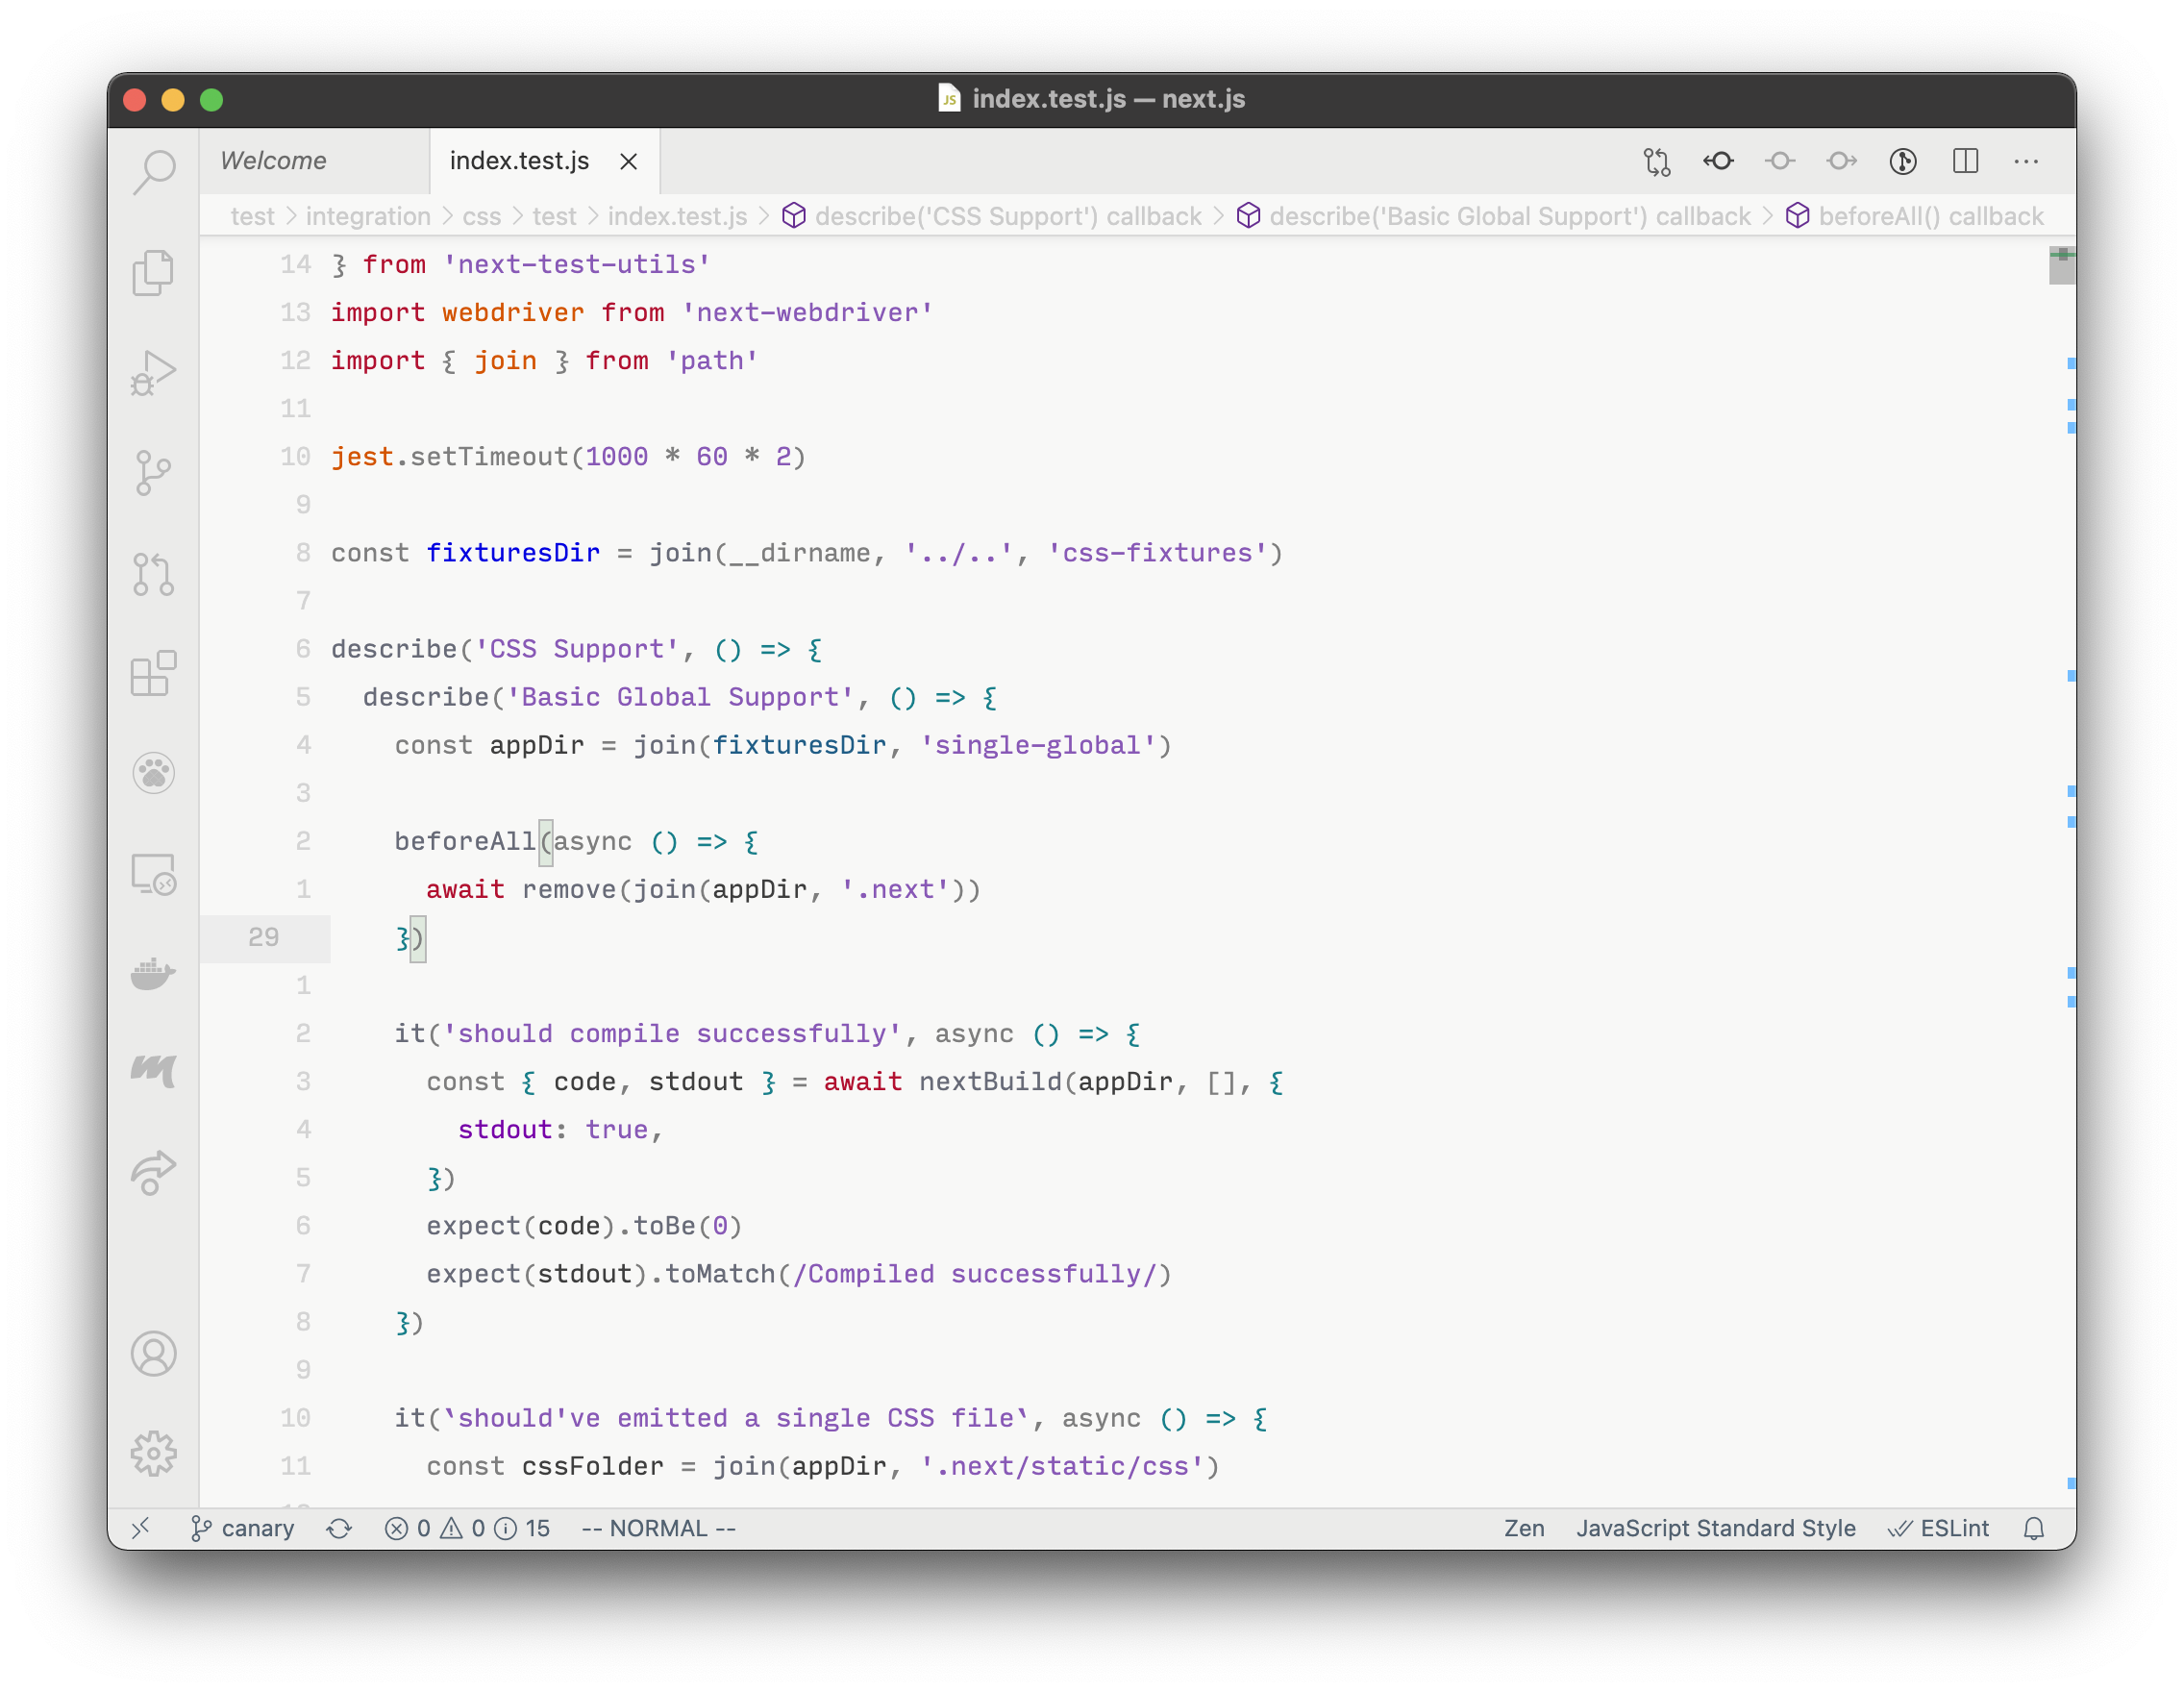 JS index.test.js — next.js
Welcome index.test.js
test > integration > css > test > index.test.js > describe('CSS Support') callback > describe('Basic Global Support') callback > beforeAll() callback
14 } from 'next-test-utils'
13 import webdriver from 'next-webdriver'
12 import { join } from 'path'
11
10 jest.setTimeout(1000 * 60 * 2)
9
8 const fixturesDir = join(__dirname, '../..', 'css-fixtures')
7
6 describe('CSS Support', () => {
5   describe('Basic Global Support', () => {
4     const appDir = join(fixturesDir, 'single-global')
3
2     beforeAll(async () => {
1       await remove(join(appDir, '.next'))
29     })
1
2     it('should compile successfully', async () => {
3       const { code, stdout } = await nextBuild(appDir, [], {
4         stdout: true,
5       })
6       expect(code).toBe(0)
7       expect(stdout).toMatch(/Compiled successfully/)
8     })
9
10     it(`should've emitted a single CSS file`, async () => {
11       const cssFolder = join(appDir, '.next/static/css')
canary 0 0 15 -- NORMAL -- Zen JavaScript Standard Style ESLint